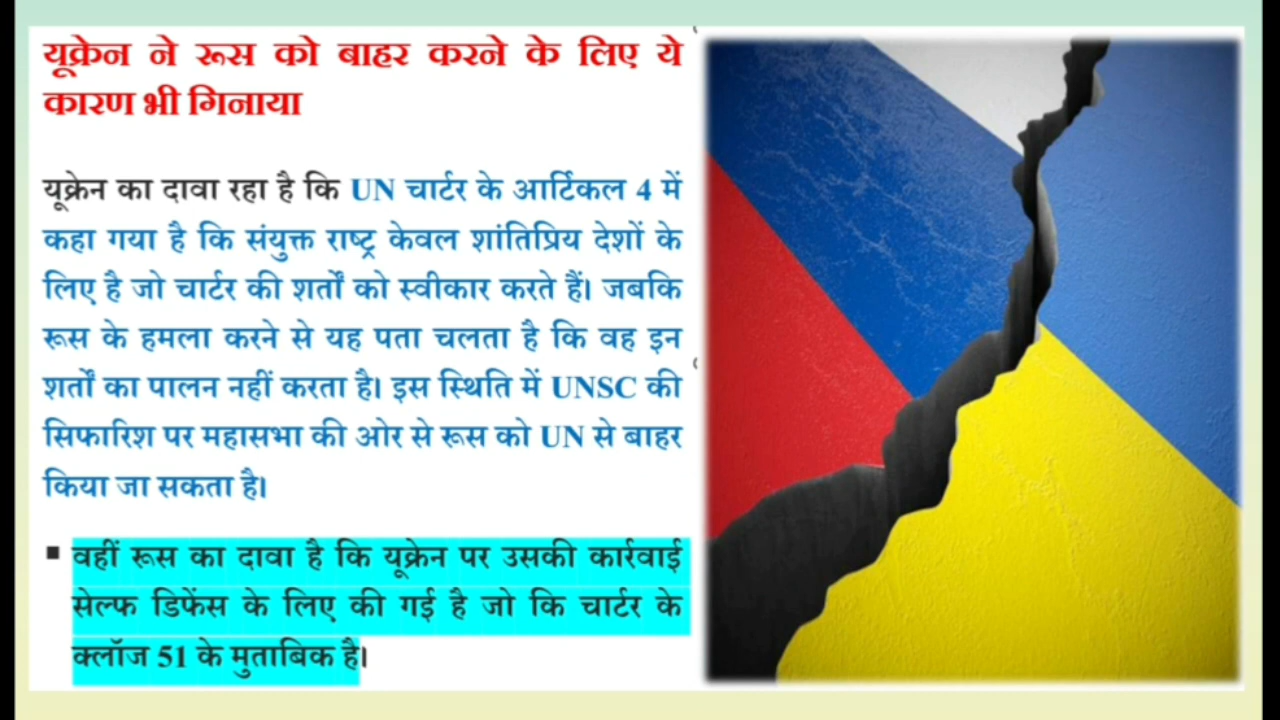 यूक्रेन ने रूस को बाहर करने के लिए ये
कारण भी गिनाया
यूक्रेन का दावा रहा है कि UN चार्टर के आर्टिकल 4 में
कहा गया है कि संयुक्त राष्ट्र केवल शांतिप्रिय देशों के
लिए है जो चार्टर की शर्तों को स्वीकार करते हैं। जबकि
रूस के हमला करने से यह पता चलता है कि वह इन
शर्तों का पालन नहीं करता है। इस स्थिति में UNSC की
सिफारिश पर महासभा की ओर से रूस को UN से बाहर
किया जा सकता है।
▪ वहीं रूस का दावा है कि यूक्रेन पर उसकी कार्रवाई
सेल्फ डिफेंस के लिए की गई है जो कि चार्टर के
क्लॉज 51 के मुताबिक है।